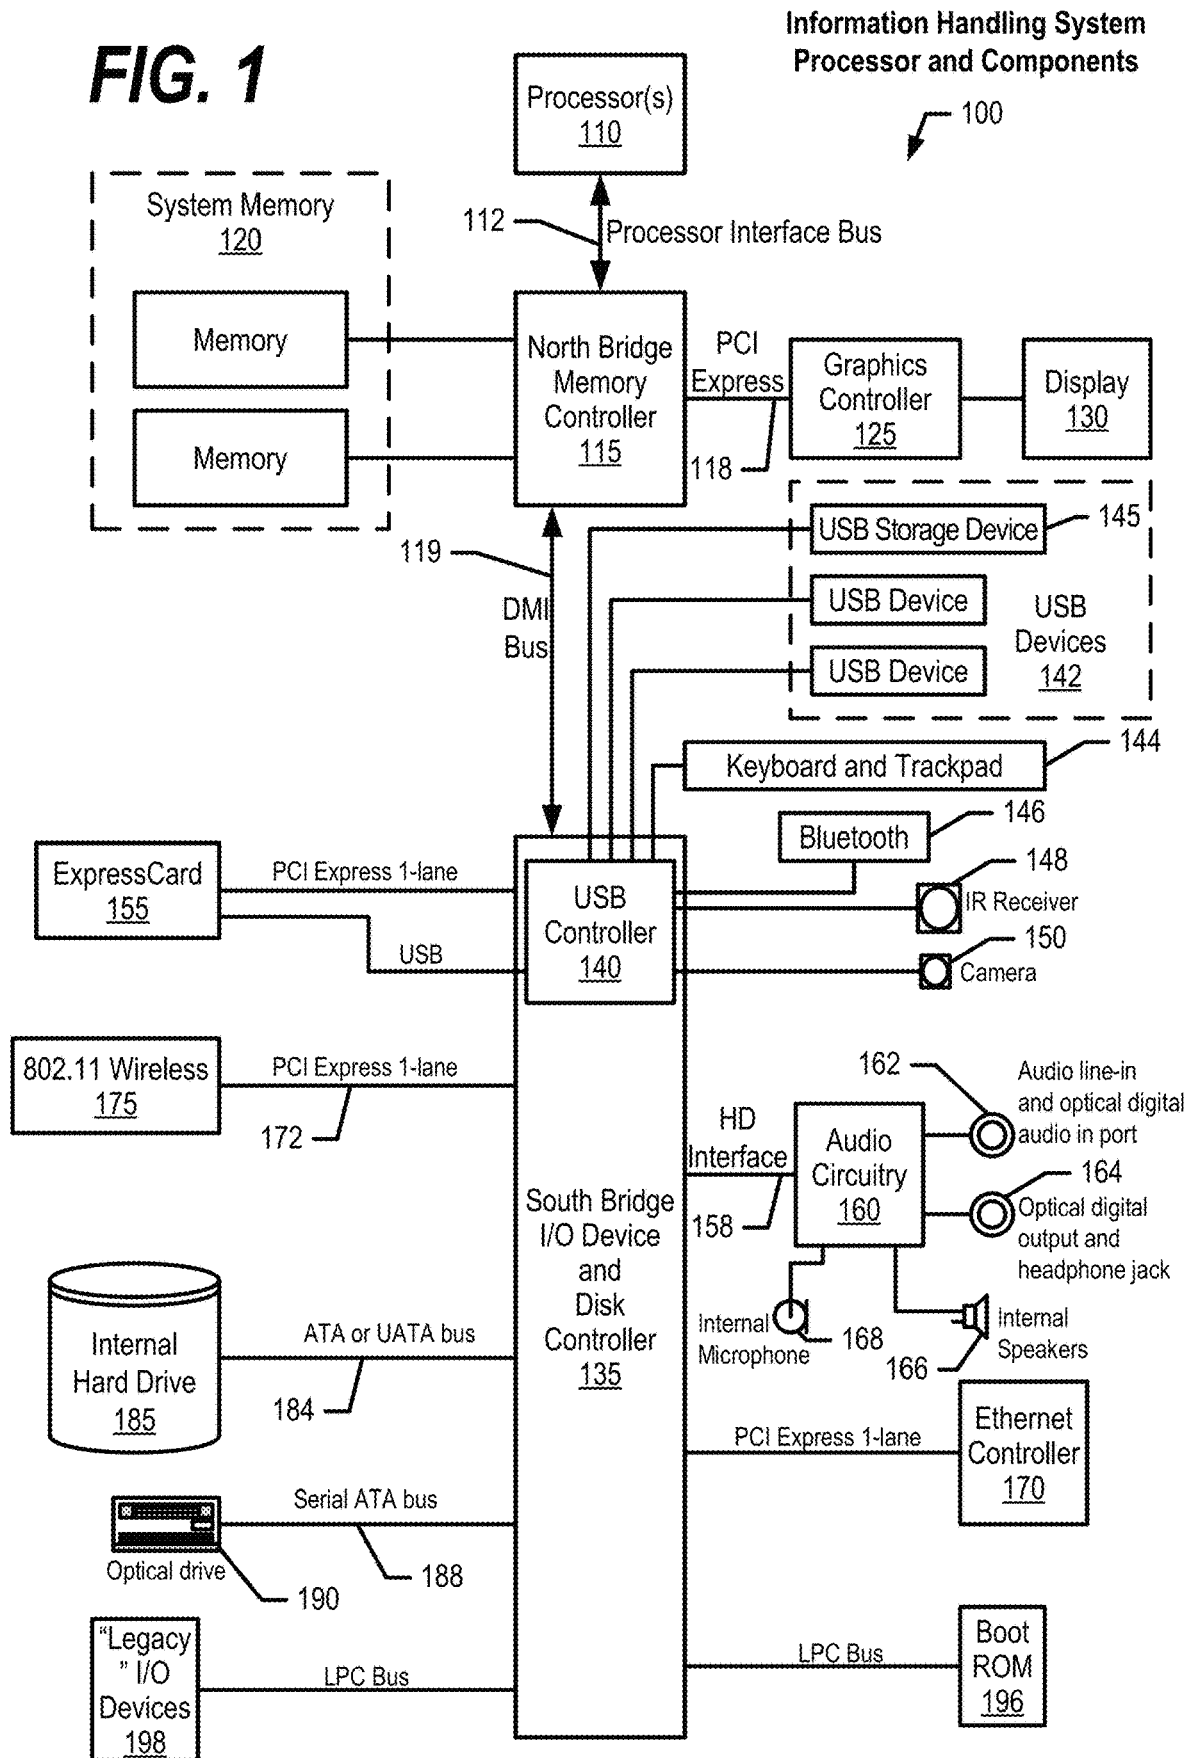 FIG. 1
Information Handling System
Processor and Components
100
Processor(s)
110
112
Processor Interface Bus
System Memory
120
Memory
Memory
North Bridge
Memory
Controller
115
PCI
Express
118
Graphics
Controller
125
Display
130
119
DMI
Bus
USB Storage Device
145
USB Device
USB Device
USB
Devices
142
Keyboard and Trackpad
144
Bluetooth
146
148
IR Receiver
150
Camera
ExpressCard
155
PCI Express 1-lane
USB
USB
Controller
140
802.11 Wireless
175
PCI Express 1-lane
172
South Bridge
I/O Device
and
Disk
Controller
135
HD
Interface
158
Audio
Circuitry
160
162
Audio line-in
and optical digital
audio in port
164
Optical digital
output and
headphone jack
Internal
Microphone
168
166
Internal
Speakers
Internal
Hard Drive
185
ATA or UATA bus
184
PCI Express 1-lane
Ethernet
Controller
170
Serial ATA bus
188
Optical drive
190
“Legacy
” I/O
Devices
198
LPC Bus
LPC Bus
Boot
ROM
196